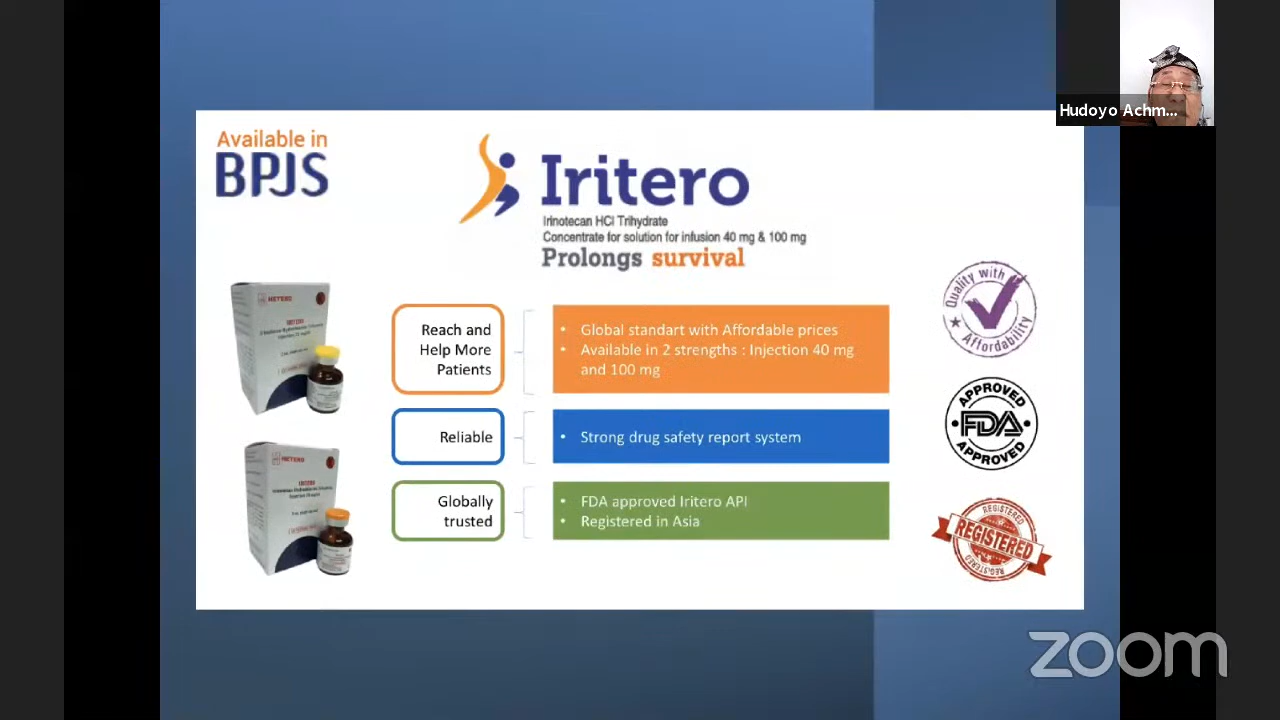 Hudoyo Achm...
Available in
BPJS
Iritero
Irinotecan HCl Trihydrate
Concentrate for solution for infusion 40 mg & 100 mg
Prolongs survival
HETERO
Reach and
Help More
Patients
• Global standart with Affordable prices
• Available in 2 strengths : Injection 40 mg
and 100 mg
Reliable
• Strong drug safety report system
Globally
trusted
• FDA approved Iritero API
• Registered in Asia
HETERO
Quality with
Affordability
APPROVED
FDA
APPROVED
REGISTERED
REGISTERED
REGISTERED
zoom